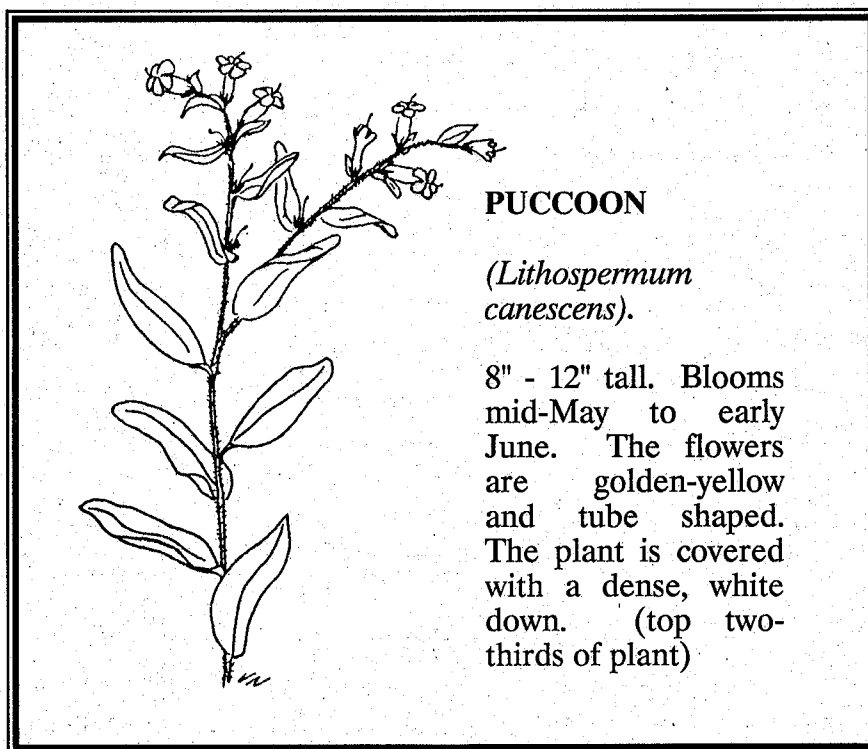 PUCCOON
(Lithospermum
canescens).
8" - 12" tall. Blooms
mid-May to early
June. The flowers
are golden-yellow
and tube shaped.
The plant is covered
with a dense, white
down. (top two-
thirds of plant)